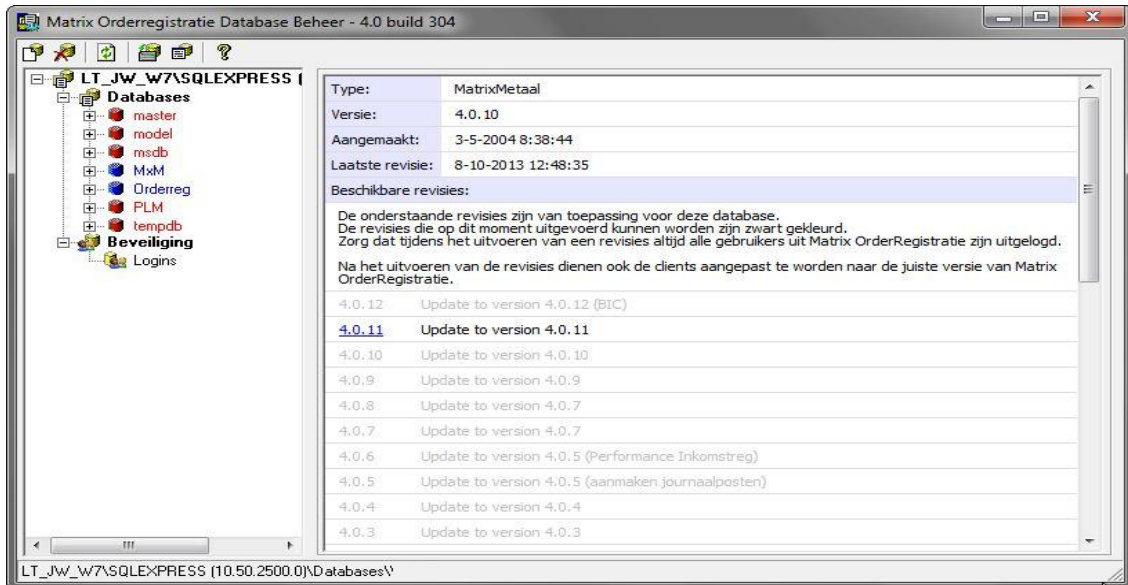 Matrix Orderregistratie Database Beheer - 4.0 build 304
LT_JW_W7\SQLEXPRESS (
Databases
master
model
msdb
MxM
Orderreg
PLM
tempdb
Beveiliging
Logins
Type: MatrixMetaal
Versie: 4.0.10
Aangemaakt: 3-5-2004 8:38:44
Laatste revisie: 8-10-2013 12:48:35
Beschikbare revisies:
De onderstaande revisies zijn van toepassing voor deze database.
De revisies die op dit moment uitgevoerd kunnen worden zijn zwart gekleurd.
Zorg dat tijdens het uitvoeren van een revisies altijd alle gebruikers uit Matrix OrderRegistratie zijn uitgelogd.
Na het uitvoeren van de revisies dienen ook de clients aangepast te worden naar de juiste versie van Matrix
OrderRegistratie.
4.0.12 Update to version 4.0.12 (BIC)
4.0.11 Update to version 4.0.11
4.0.10 Update to version 4.0.10
4.0.9 Update to version 4.0.9
4.0.8 Update to version 4.0.7
4.0.7 Update to version 4.0.7
4.0.6 Update to version 4.0.5 (Performance Inkomstreg)
4.0.5 Update to version 4.0.5 (aanmaken journaalposten)
4.0.4 Update to version 4.0.4
4.0.3 Update to version 4.0.3
LT_JW_W7\SQLEXPRESS (10.50.2500.0)\Databases\'